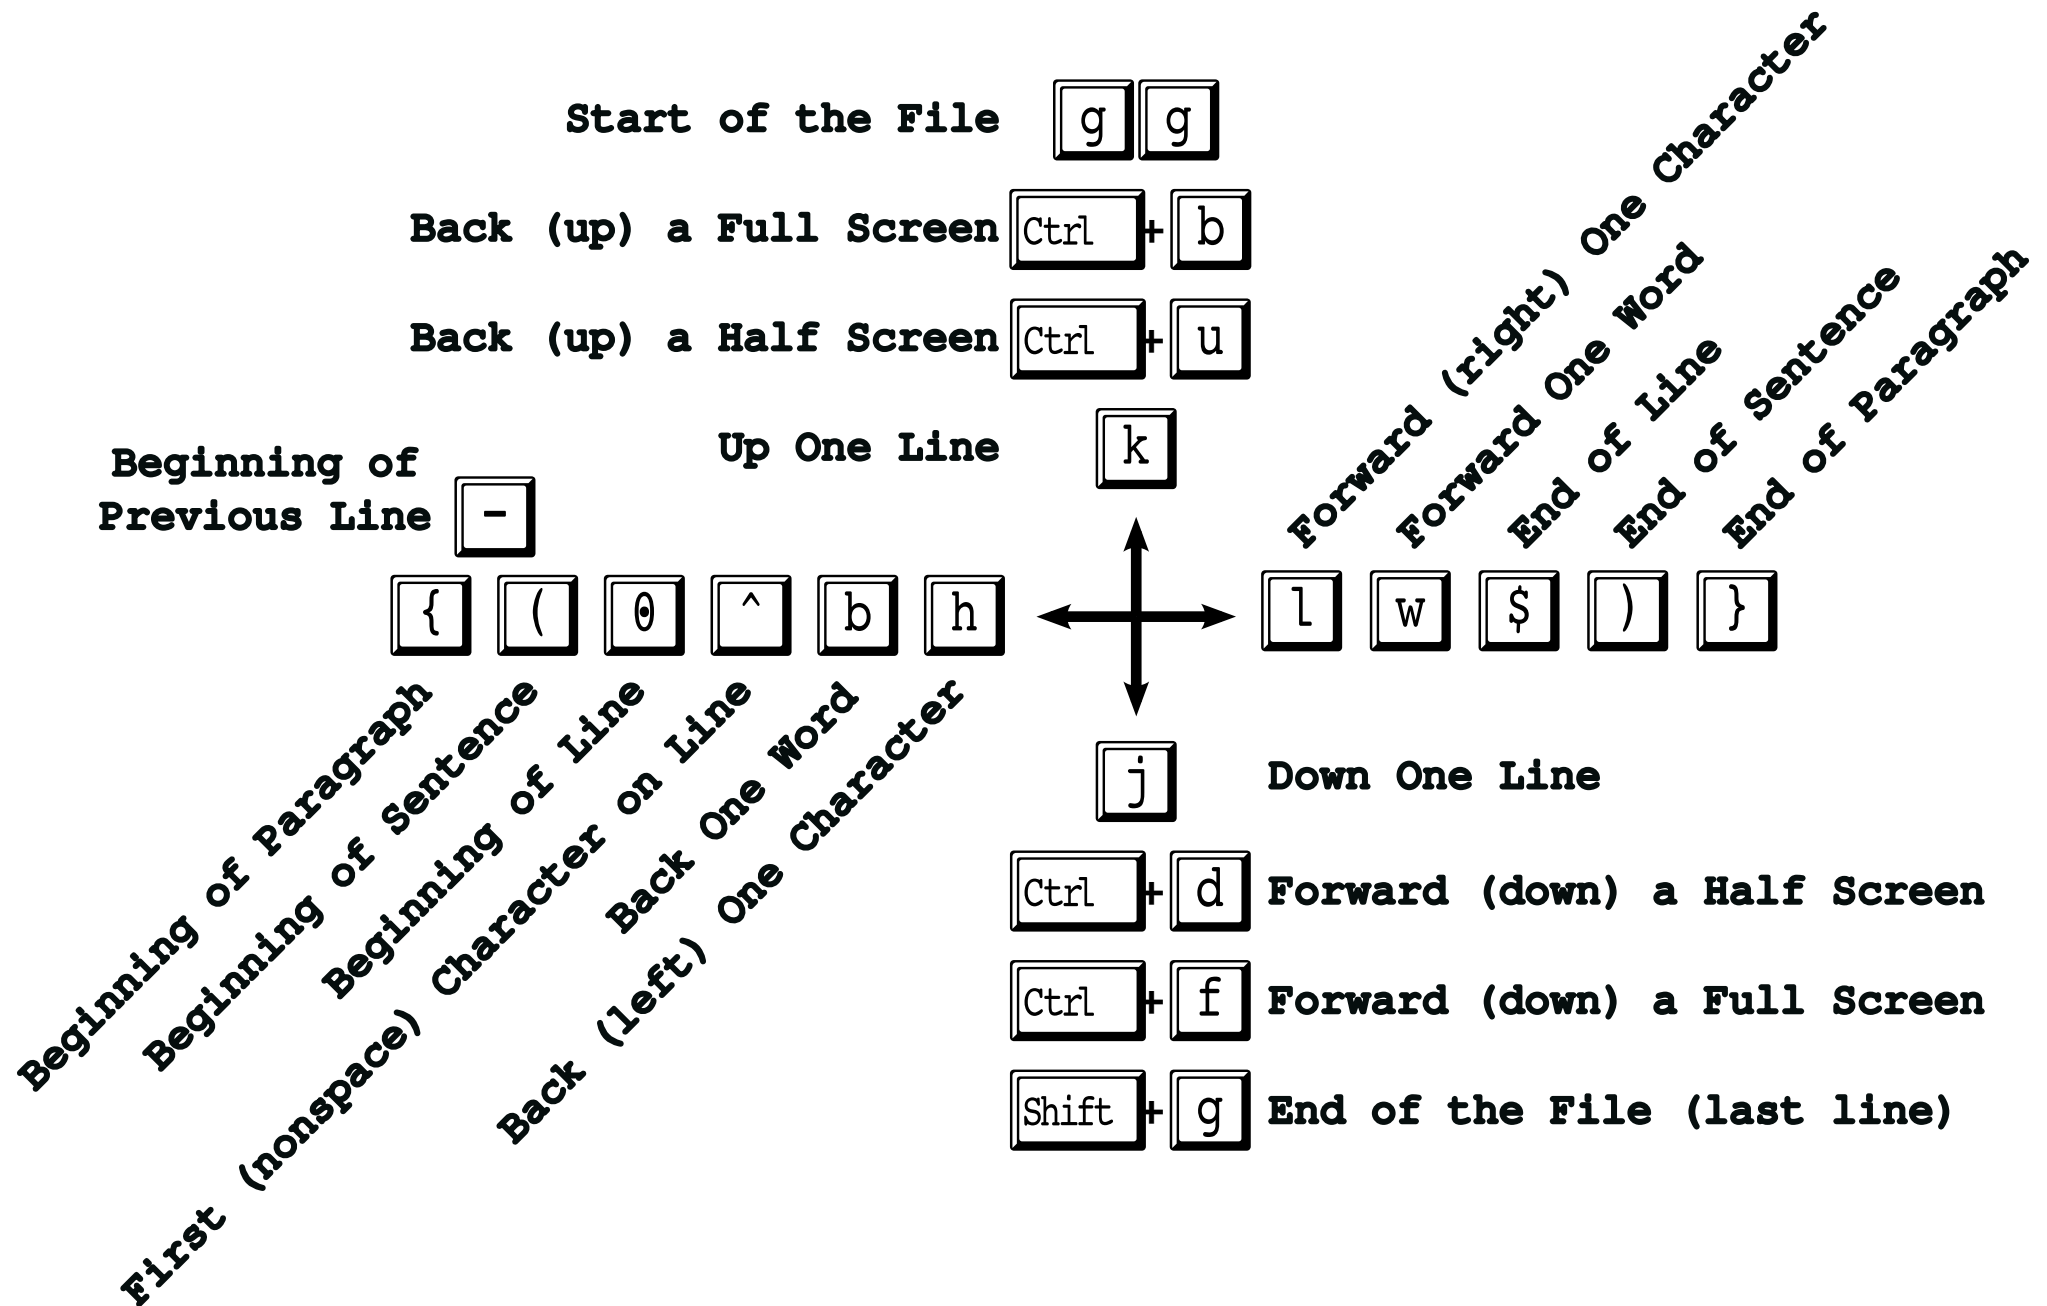 Start of the File g g
Back (up) a Full Screen Ctrl + b
Back (up) a Half Screen Ctrl + u
Up One Line k
Beginning of
Previous Line -
Forward (right) One Character
Forward One Word
End of Line
End of Sentence
End of Paragraph
{ ( 0 ^ b h
l w $ ) }
Beginning of Paragraph
Beginning of Sentence
Beginning of Line
First (nonspace) Character on Line
Back One Word
Back (left) One Character
j Down One Line
Ctrl + d Forward (down) a Half Screen
Ctrl + f Forward (down) a Full Screen
Shift + g End of the File (last line)